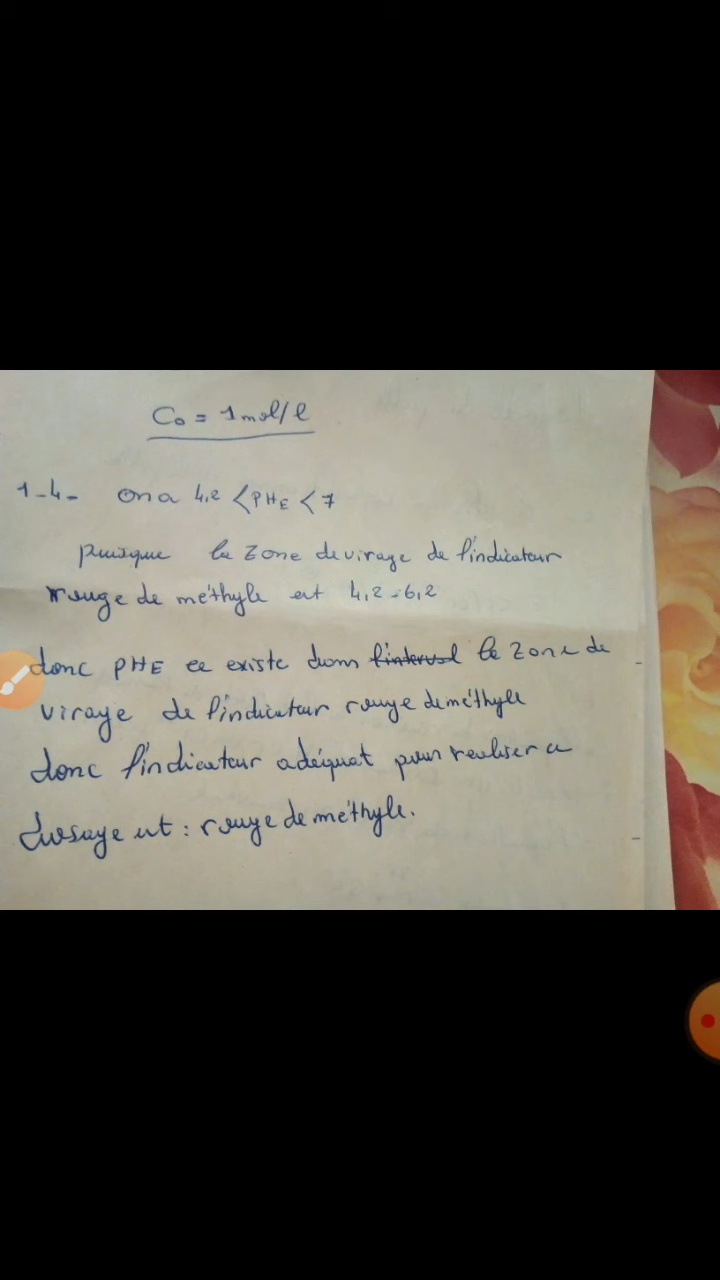 C₀ = 1 mol/l
1-4- on a 4,2 < PHE < 7
puisque la zone de virage de l'indicateur
rouge de méthyle est 4,2 - 6,2
donc PHE existe dans l'interval la zone de
virage de l'indicateur rouge de méthyle
donc l'indicateur adéquat pour realiser ce
dosage est : rouge de méthyle.